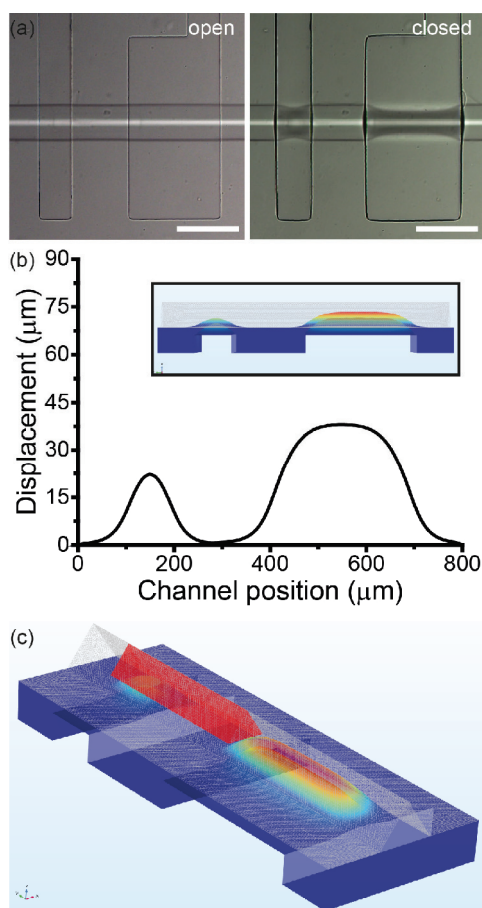 (a)
open
closed
(b)
90
75
60
45
30
15
0
Displacement (μm)
0 200 400 600 800
Channel position (μm)
(c)